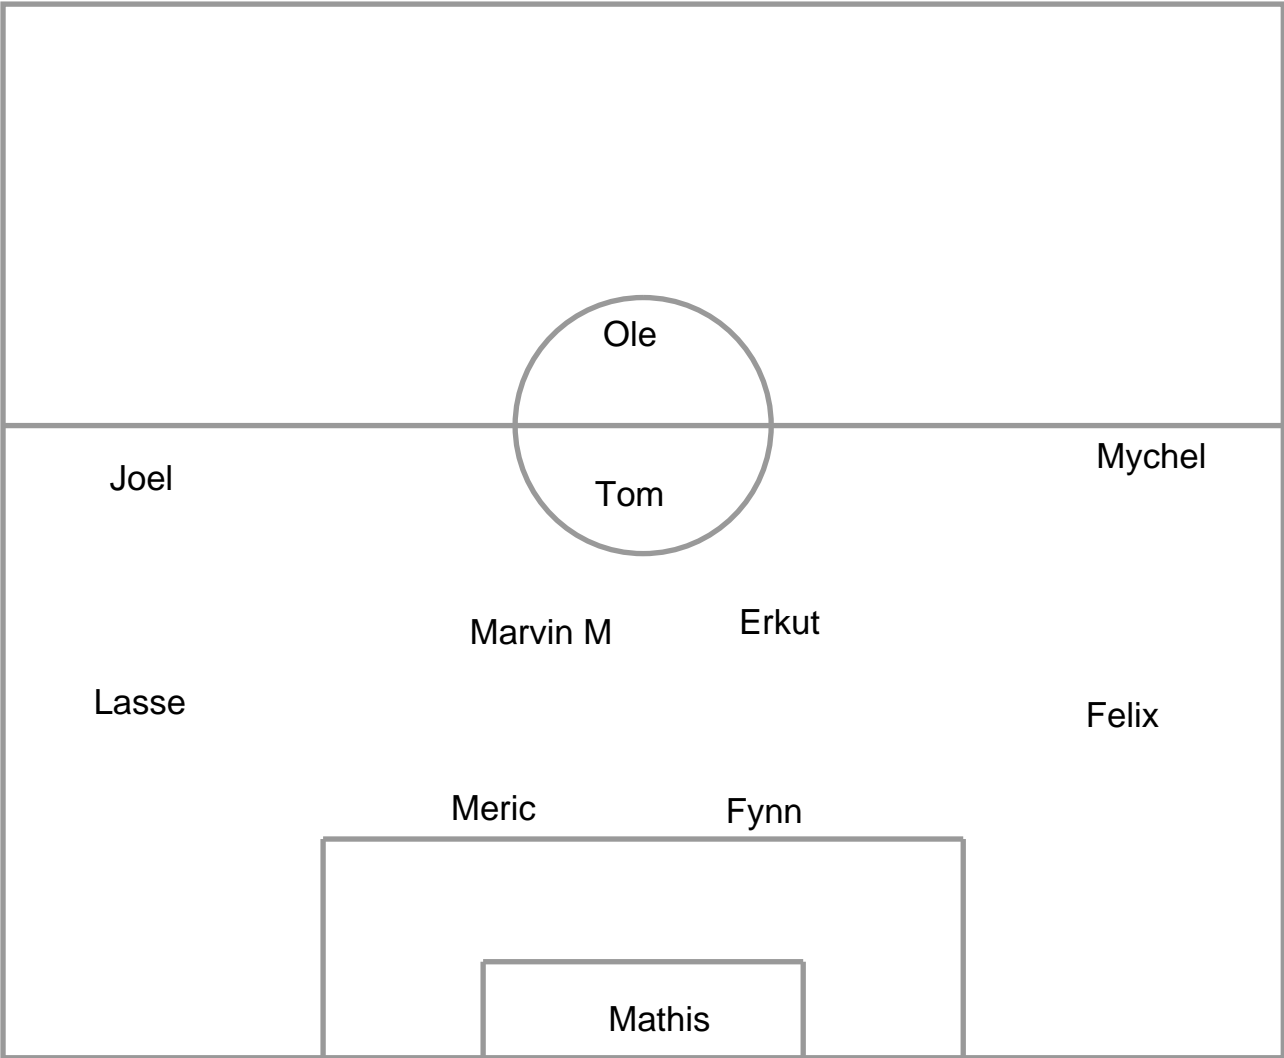 Ole
Mychel
Joel
Tom
Erkut
Marvin M
Lasse
Felix
Meric
Fynn
Mathis